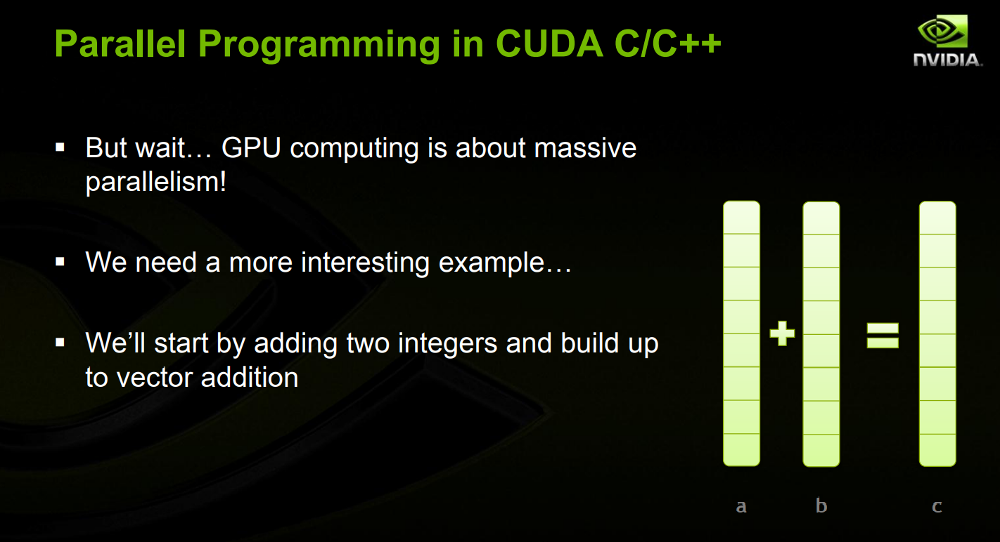 Parallel Programming in CUDA C/C++
NVIDIA.
▪ But wait… GPU computing is about massive
parallelism!
▪ We need a more interesting example…
▪ We’ll start by adding two integers and build up
to vector addition
a b c